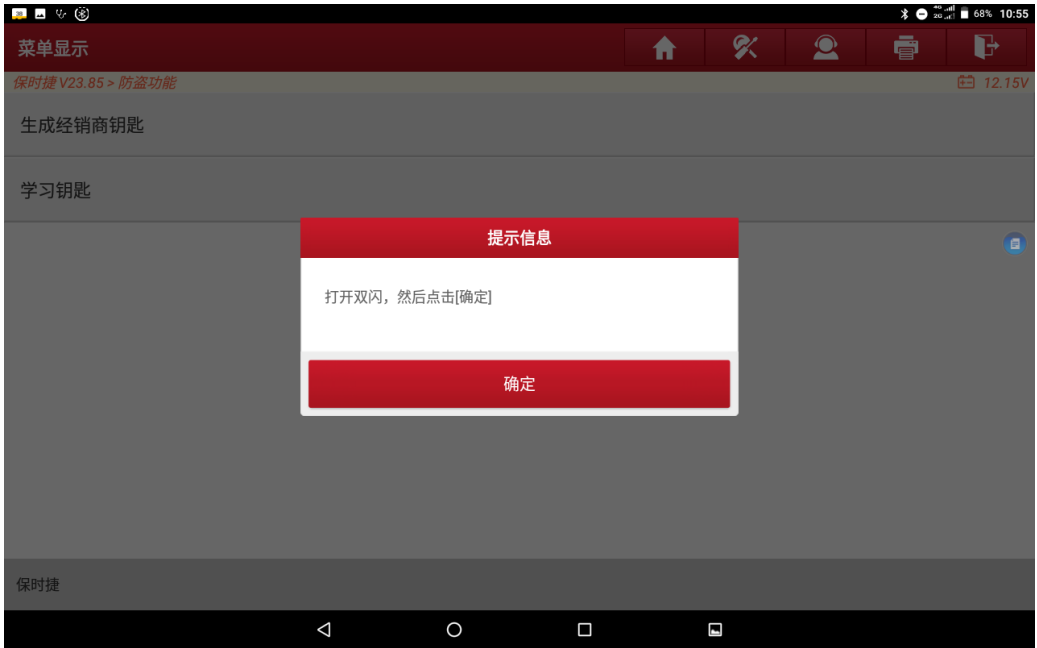 68% 10:55
菜单显示
保时捷 V23.85 > 防盗功能
12.15V
生成经销商钥匙
学习钥匙
提示信息
打开双闪，然后点击[确定]
确定
保时捷